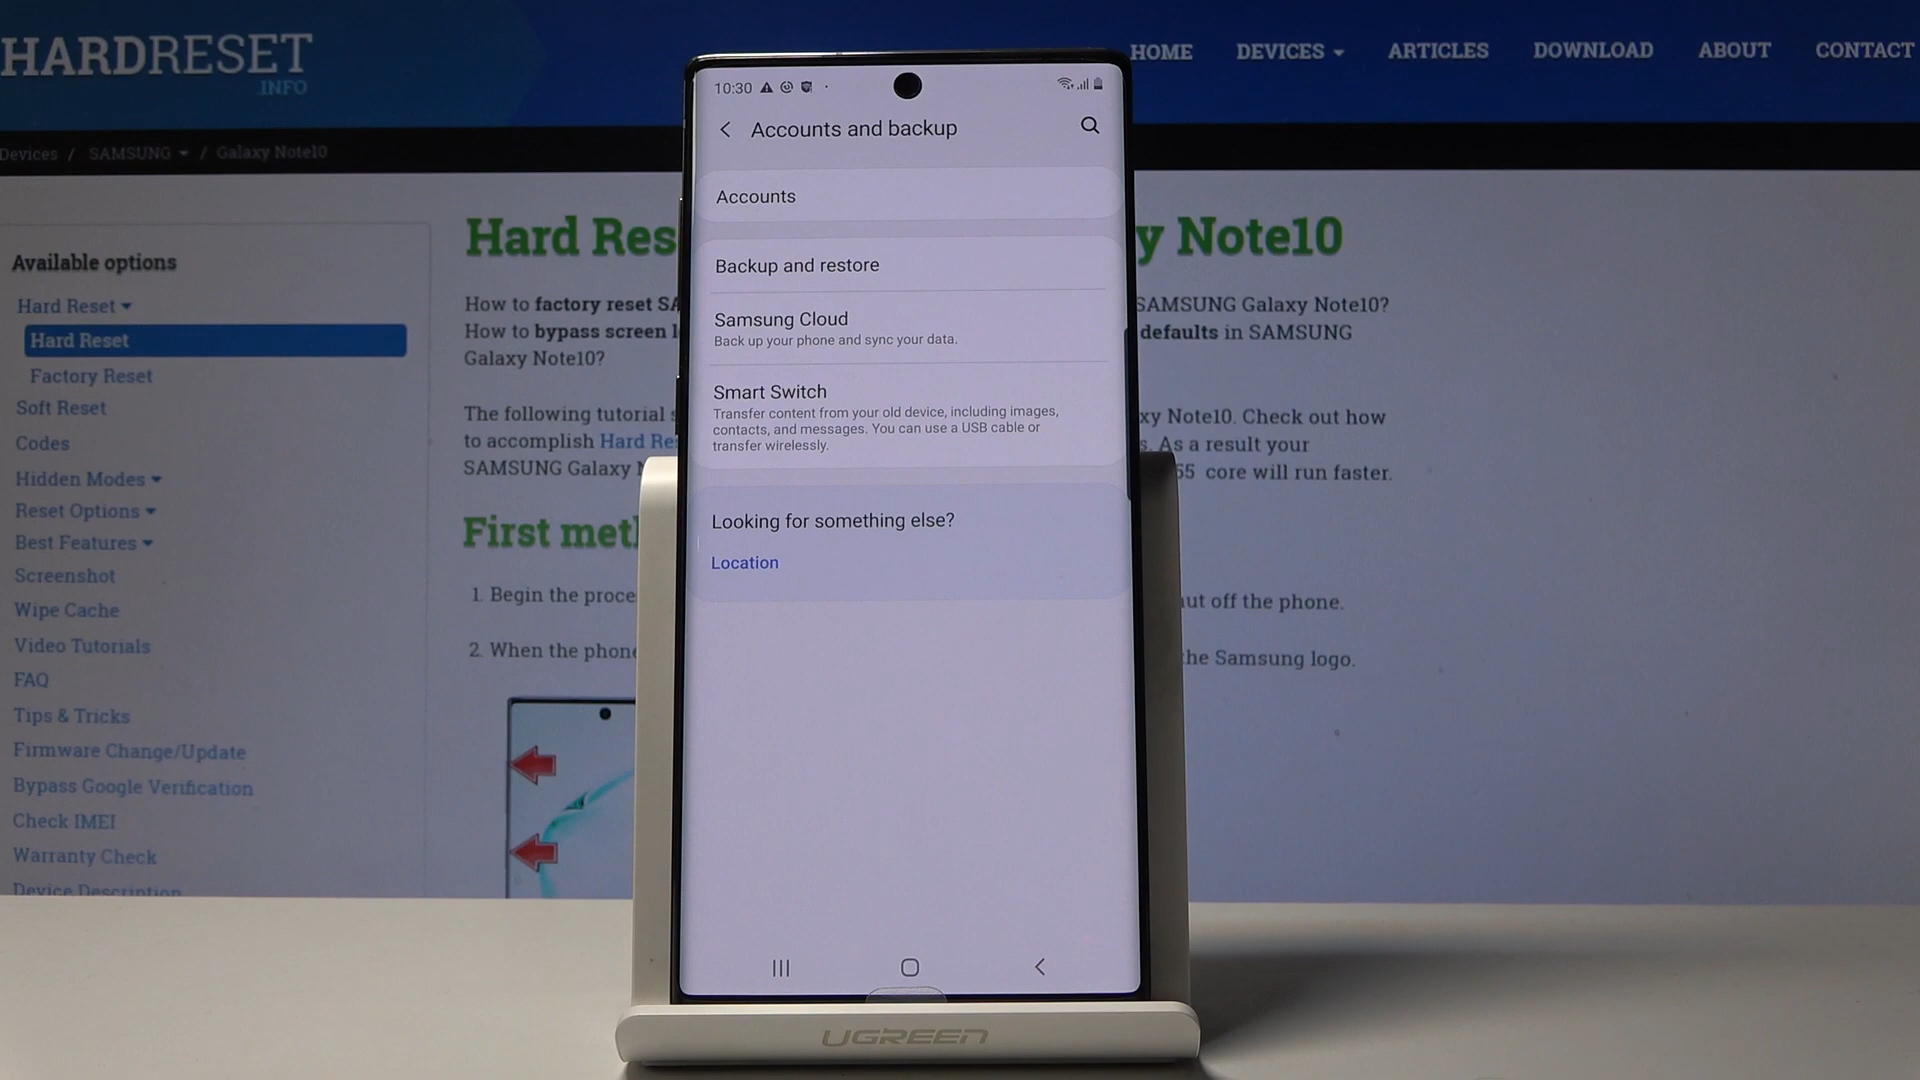 HARDRESET
.INFO
HOME DEVICES ARTICLES DOWNLOAD ABOUT CONTACT
Devices / SAMSUNG / Galaxy Note10
Available options
Hard Reset
Hard Reset
Factory Reset
Soft Reset
Codes
Hidden Modes
Reset Options
Best Features
Screenshot
Wipe Cache
Video Tutorials
FAQ
Tips & Tricks
Firmware Change/Update
Bypass Google Verification
Check IMEI
Warranty Check
Device Description
Hard Res
y Note10
How to factory reset SA
SAMSUNG Galaxy Note10?
How to bypass screen l
defaults in SAMSUNG
Galaxy Note10?
The following tutorial s
xy Note10. Check out how
to accomplish Hard Re
s. As a result your
SAMSUNG Galaxy N
55 core will run faster.
First met
1. Begin the proce
ut off the phone.
2. When the phone
the Samsung logo.
10:30
Accounts and backup
Accounts
Backup and restore
Samsung Cloud
Back up your phone and sync your data.
Smart Switch
Transfer content from your old device, including images,
contacts, and messages. You can use a USB cable or
transfer wirelessly.
Looking for something else?
Location
UGREEN